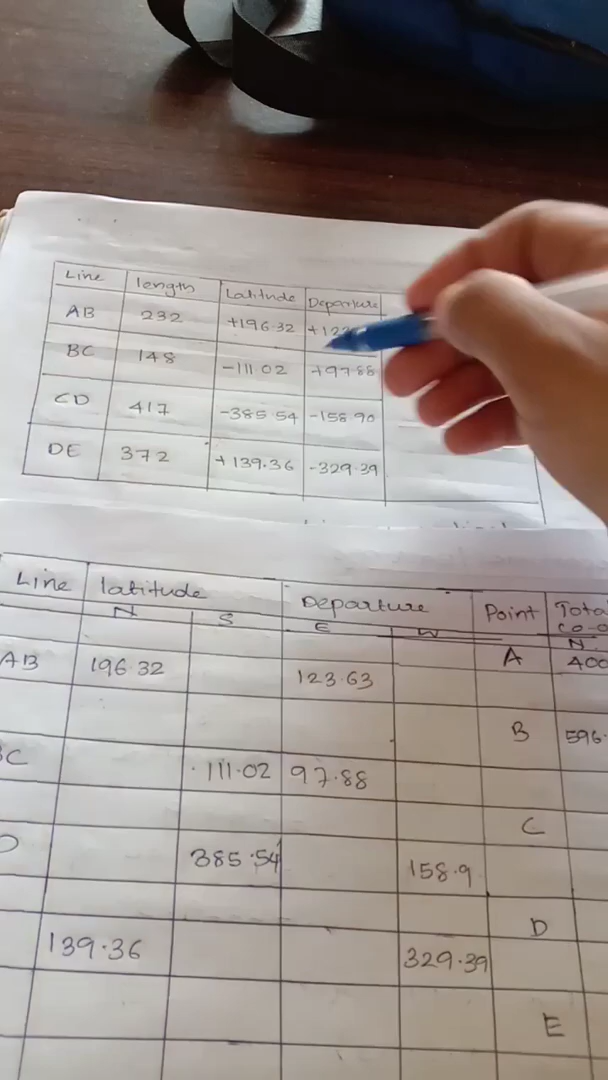 Line length Latitude Departure
AB 232 +196.32
BC 148 -111.02 +97.88
CD 417 -385.54 -158.90
DE 372 +139.36 -329.39
Line latitude Departure Point
N S E W N
AB 196.32 123.63 A 400
B 596.
111.02 97.88
C
385.54 158.9
D
139.36 329.39
E